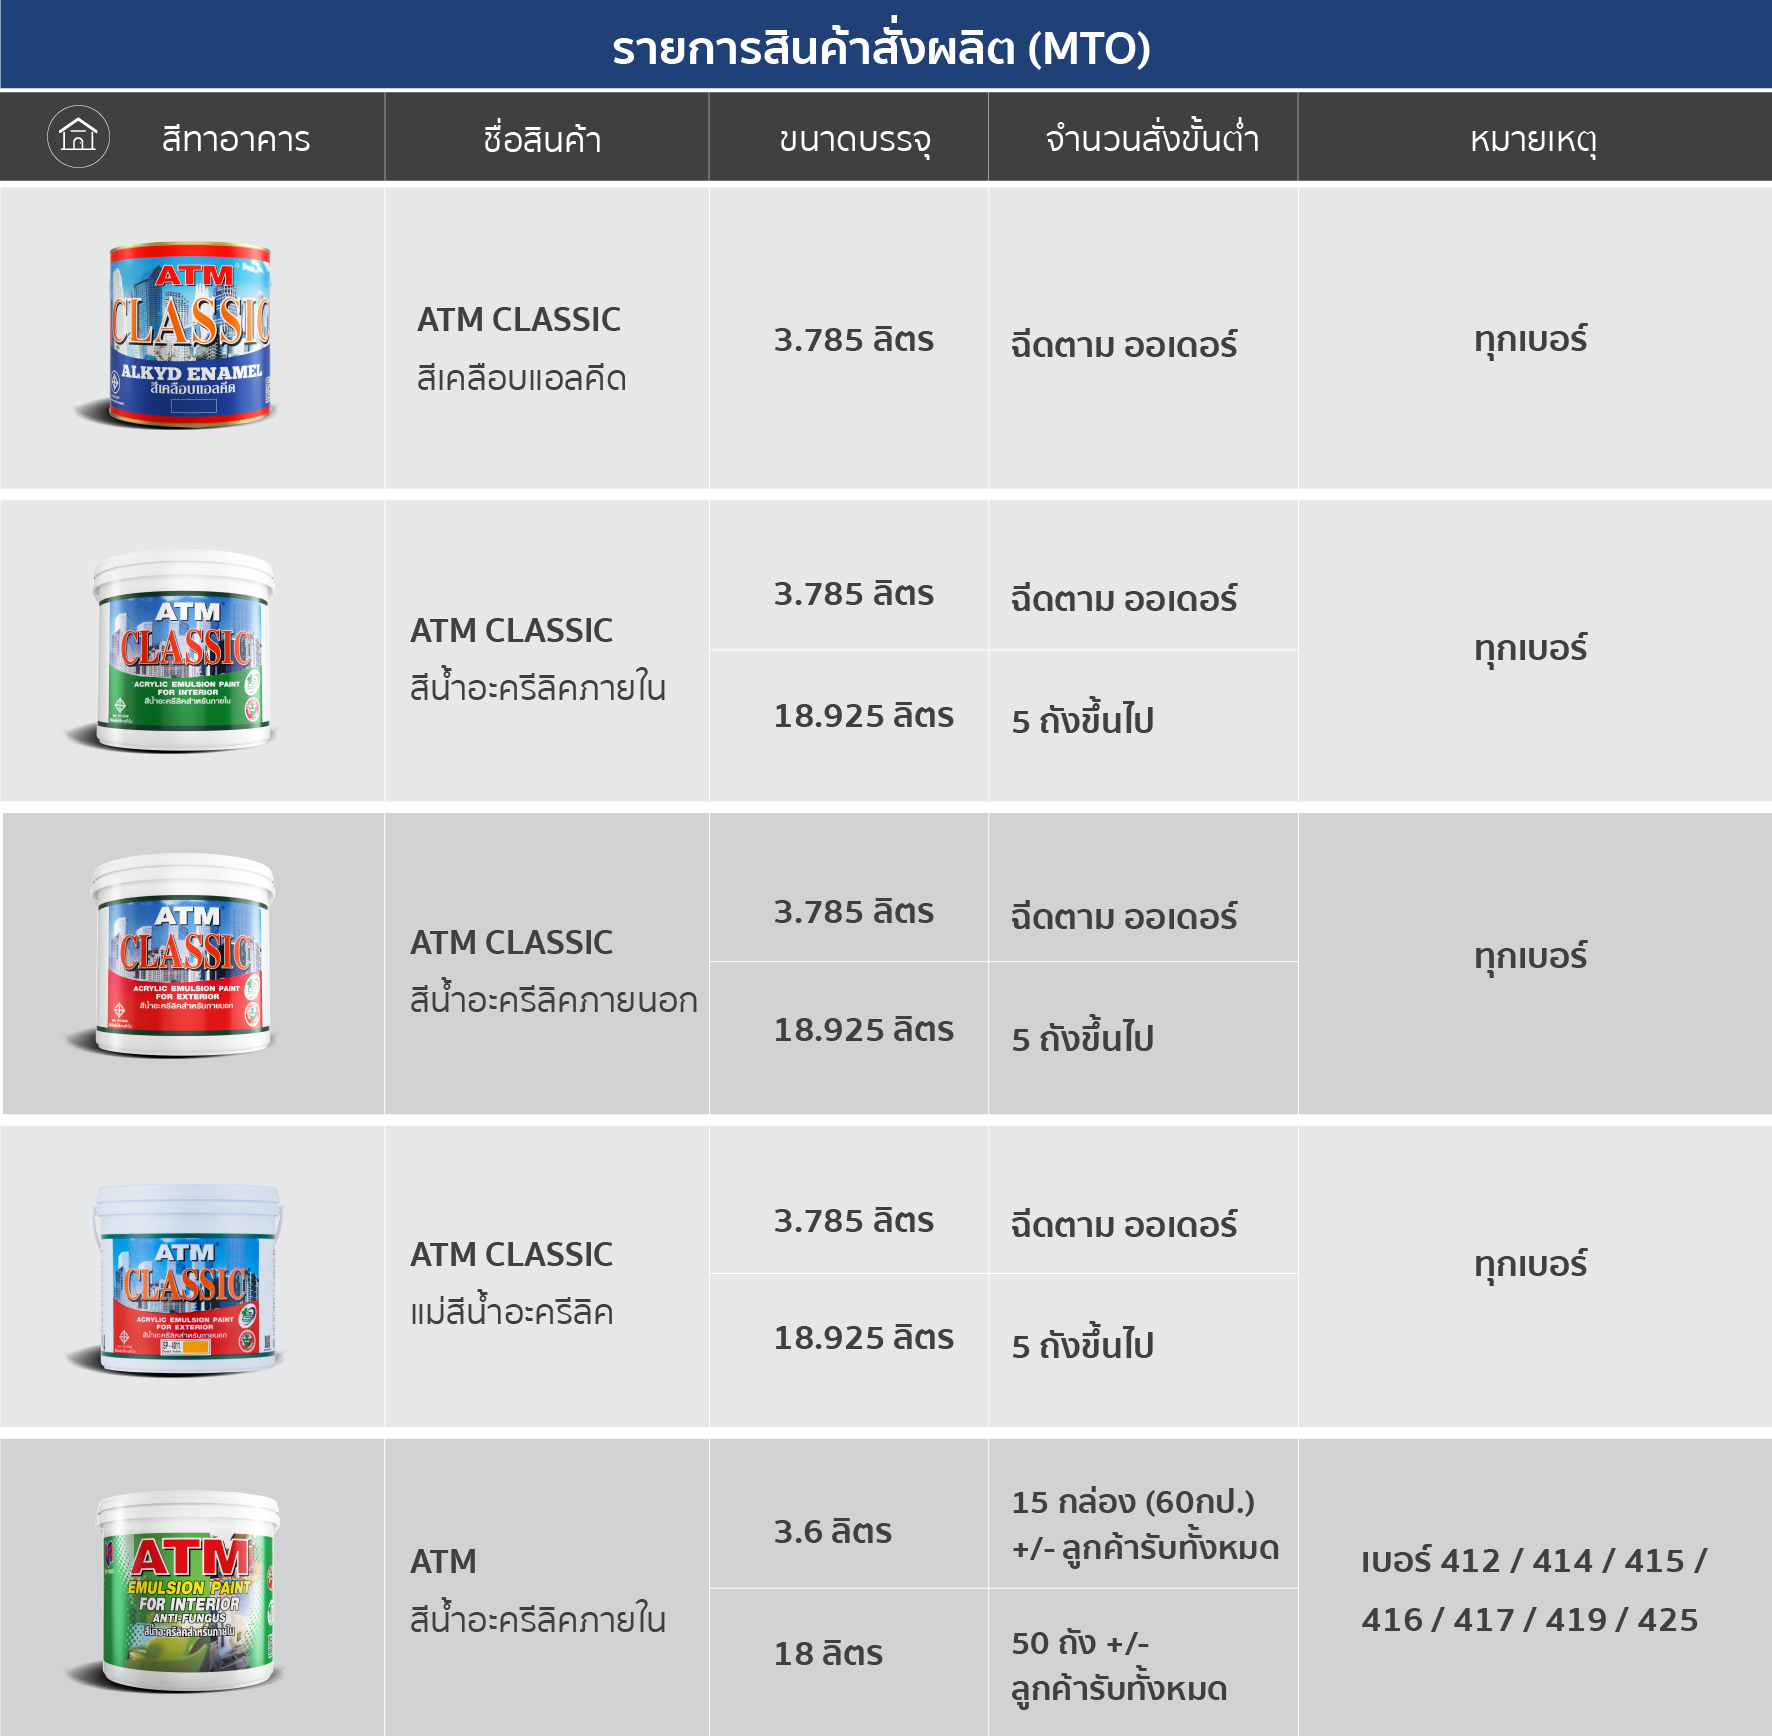 รายการสินค้าสั่งผลิต (MTO)
สีทาอาคาร
ชื่อสินค้า
ขนาดบรรจุ
จำนวนสั่งขั้นต่ำ
หมายเหตุ
ATM
CLASSIC
ALKYD ENAMEL
สีเคลือบแอลคีด
ATM CLASSIC
สีเคลือบแอลคีด
3.785 ลิตร
ฉีดตาม ออเดอร์
ทุกเบอร์
ATM
CLASSIC
ACRYLIC EMULSION PAINT
FOR INTERIOR
สีน้ำอะครีลิคสำหรับภายใน
ATM CLASSIC
สีน้ำอะครีลิคภายใน
3.785 ลิตร
ฉีดตาม ออเดอร์
18.925 ลิตร
5 ถังขึ้นไป
ทุกเบอร์
ATM
CLASSIC
ACRYLIC EMULSION PAINT
FOR EXTERIOR
สีน้ำอะครีลิคสำหรับภายนอก
ATM CLASSIC
สีน้ำอะครีลิคภายนอก
3.785 ลิตร
ฉีดตาม ออเดอร์
18.925 ลิตร
5 ถังขึ้นไป
ทุกเบอร์
ATM
CLASSIC
ACRYLIC EMULSION PAINT
FOR EXTERIOR
สีน้ำอะครีลิคสำหรับภายนอก
SP-4011
ATM CLASSIC
แม่สีน้ำอะครีลิค
3.785 ลิตร
ฉีดตาม ออเดอร์
18.925 ลิตร
5 ถังขึ้นไป
ทุกเบอร์
ATM
EMULSION PAINT
FOR INTERIOR
ANTI-FUNGUS
สีน้ำอะครีลิคสำหรับภายใน
ATM
สีน้ำอะครีลิคภายใน
3.6 ลิตร
15 กล่อง (60กป.)
+/- ลูกค้ารับทั้งหมด
18 ลิตร
50 ถัง +/-
ลูกค้ารับทั้งหมด
เบอร์ 412 / 414 / 415 /
416 / 417 / 419 / 425